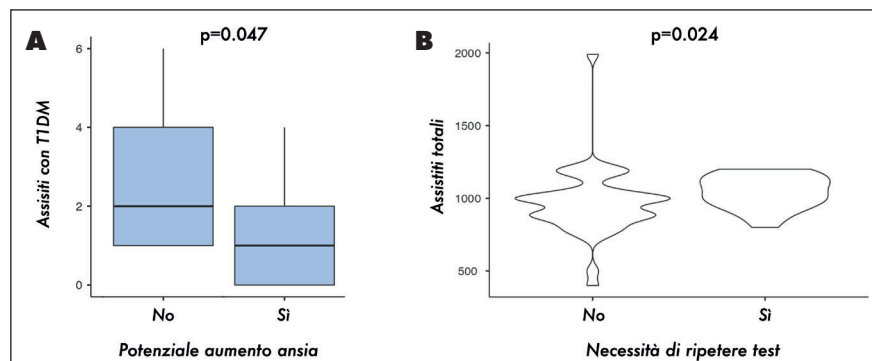 A
p=0.047
Assisiti con T1DM
6
4
2
0
No
Sì
Potenziale aumento ansia
B
p=0.024
Assistiti totali
2000
1500
1000
500
No
Sì
Necessità di ripetere test